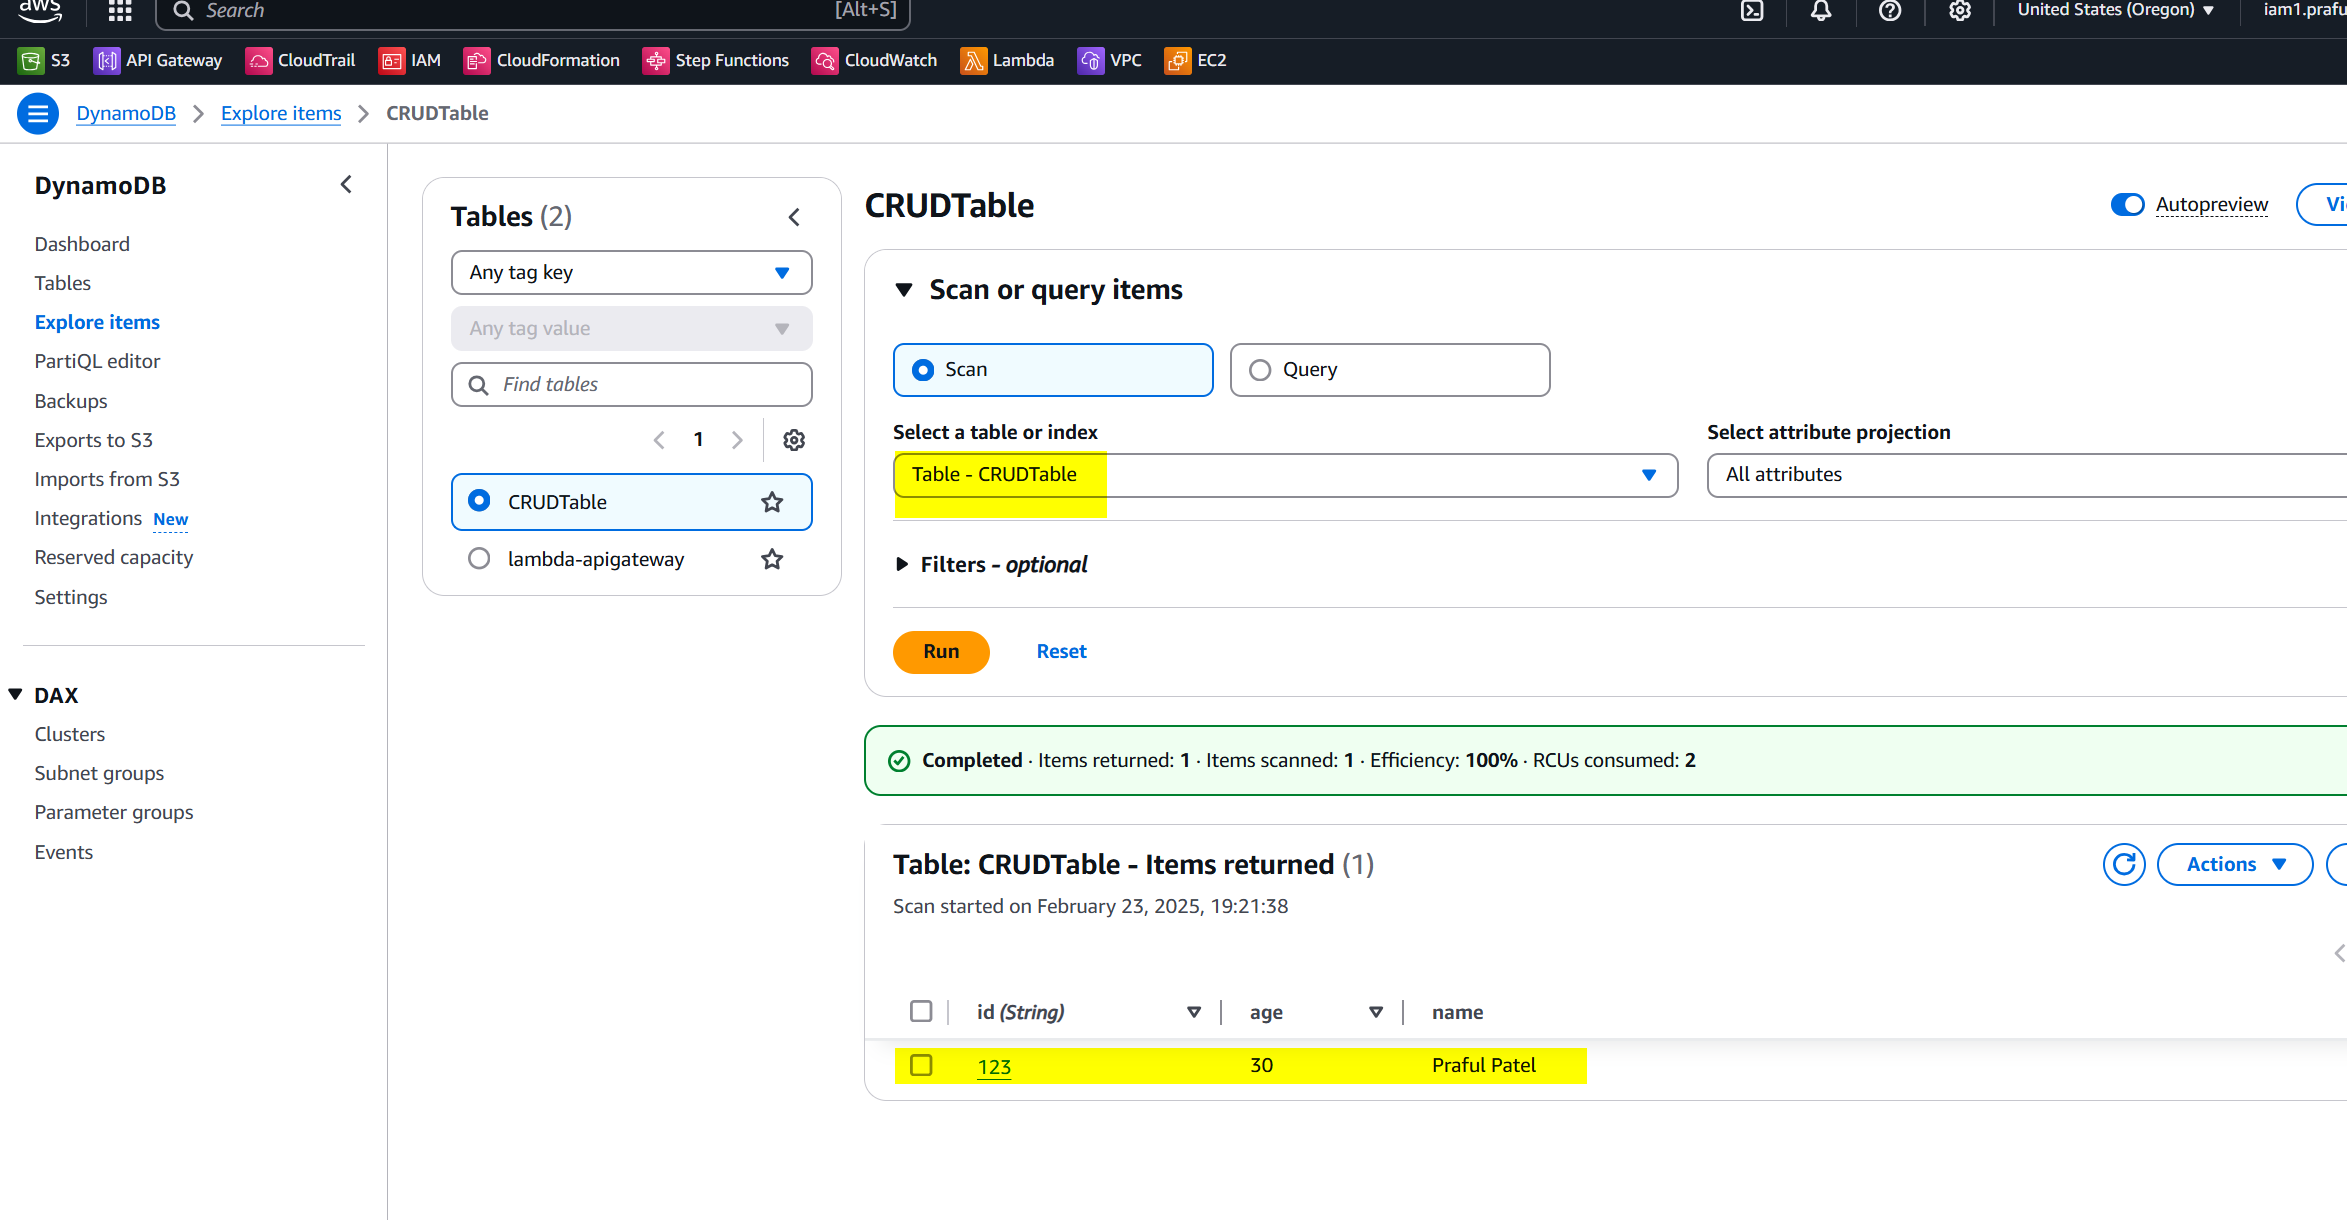 aws
Search [Alt+S]
United States (Oregon)
iam1.prafu
S3 API Gateway CloudTrail IAM CloudFormation Step Functions CloudWatch Lambda VPC EC2
DynamoDB Explore items CRUDTable
DynamoDB
Dashboard
Tables
Explore items
PartiQL editor
Backups
Exports to S3
Imports from S3
Integrations New
Reserved capacity
Settings
DAX
Clusters
Subnet groups
Parameter groups
Events
Tables (2)
Any tag key
Any tag value
Find tables
1
CRUDTable
lambda-apigateway
CRUDTable
Autopreview
Vi
Scan or query items
Scan
Query
Select a table or index
Table - CRUDTable
Select attribute projection
All attributes
Filters - optional
Run Reset
Completed · Items returned: 1 · Items scanned: 1 · Efficiency: 100% · RCUs consumed: 2
Table: CRUDTable - Items returned (1)
Actions
Scan started on February 23, 2025, 19:21:38
id (String) age name
123 30 Praful Patel